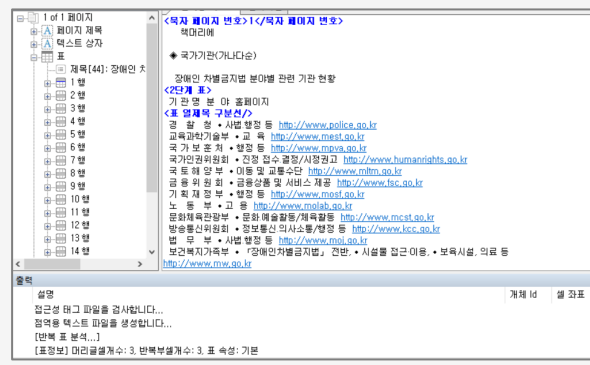 1 of 1 페이지
페이지 제목
텍스트 상자
표
제목[44]: 장애인 차
1 행
2 행
3 행
4 행
5 행
6 행
7 행
8 행
9 행
10 행
11 행
12 행
13 행
14 행
<묵자 페이지 번호>1</묵자 페이지 번호>
책머리에
◈ 국가기관(가나다순)
장애인 차별금지법 분야별 관련 기관 현황
<2단계 표>
기 관 명 분 야 홈페이지
<표 열제목 구분선/>
경 찰 청 • 사법 행정 등 http://www.police.go.kr
교육과학기술부 • 교 육 http://www.mest.go.kr
국 가 보 훈 처 • 행정 등 http://www.mpva.go.kr
국가인권위원회 • 진정 접수 결정/시정권고 http://www.humanrights.go.kr
국 토 해 양 부 • 이동 및 교통수단 http://www.mltm.go.kr
금 융 위 원 회 • 금융상품 및 서비스 제공 http://www.fsc.go.kr
기 획 재 정 부 • 행정 등 http://www.mosf.go.kr
노 동 부 • 고 용 http://www.molab.go.kr
문화체육관광부 • 문화 예술활동/체육활동 http://www.mcst.go.kr
방송통신위원회 • 정보통신 의사소통/행정 등 http://www.kcc.go.kr
법 무 부 • 사법 행정 등 http://www.moj.go.kr
보건복지가족부 • 「장애인차별금지법」 전반, • 시설물 접근·이용, • 보육시설, 의료 등
http://www.mw.go.kr
출력
설명 개체 Id 셀 좌표
접근성 태그 파일을 검사합니다...
점역용 텍스트 파일을 생성합니다...
[반복 표 분석...]
[표정보] 머리글셀개수: 3, 반복부셀개수: 3, 표 속성: 기본